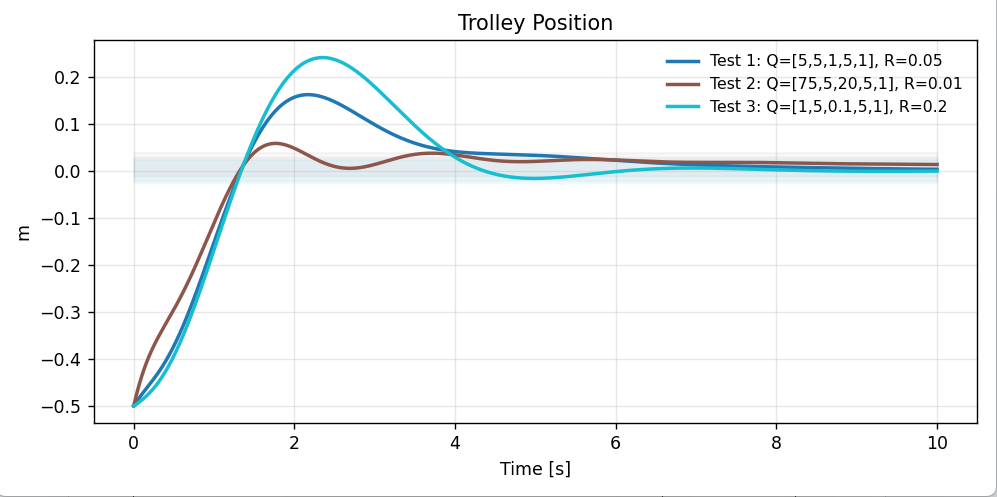 Trolley Position
Test 1: Q=[5,5,1,5,1], R=0.05
Test 2: Q=[75,5,20,5,1], R=0.01
Test 3: Q=[1,5,0.1,5,1], R=0.2
0.2
0.1
0.0
−0.1
−0.2
−0.3
−0.4
−0.5
m
0
2
4
6
8
10
Time [s]